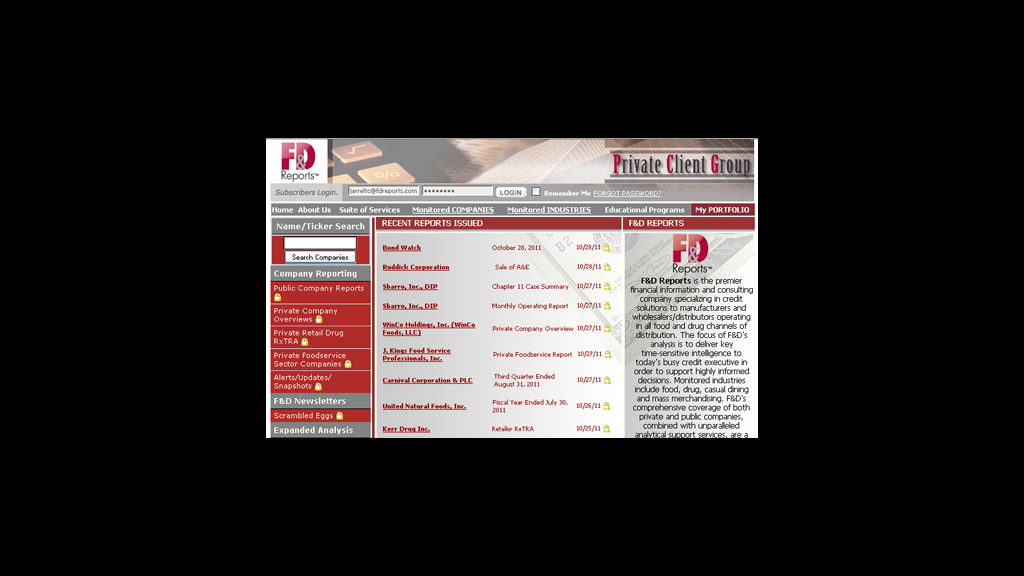 F&D
Reports™
Private Client Group
Subscribers Login.
jarreltc@fdreports.com
••••••••
LOGIN
Remember Me FORGOT PASSWORD?
Home About Us Suite of Services Monitored COMPANIES Monitored INDUSTRIES Educational Programs My PORTFOLIO
Name/Ticker Search
Search Companies
Company Reporting
Public Company Reports
Private Company
Overviews
Private Retail Drug
RxTRA
Private Foodservice
Sector Companies
Alerts/Updates/
Snapshots
F&D Newsletters
Scrambled Eggs
Expanded Analysis
RECENT REPORTS ISSUED
Bond Watch October 28, 2011 10/28/11
Ruddick Corporation Sale of A&E 10/28/11
Sbarro, Inc., DIP Chapter 11 Case Summary 10/27/11
Sbarro, Inc., DIP Monthly Operating Report 10/27/11
WinCo Holdings, Inc. (WinCo
Foods, LLC) Private Company Overview 10/27/11
J. Kings Food Service
Professionals, Inc. Private Foodservice Report 10/27/11
Carnival Corporation & PLC Third Quarter Ended
August 31, 2011 10/27/11
United Natural Foods, Inc. Fiscal Year Ended July 30,
2011 10/26/11
Kerr Drug Inc. Retailer RxTRA 10/25/11
F&D REPORTS
B2
F&D
Reports™
F&D Reports is the premier
financial information and consulting
company specializing in credit
solutions to manufacturers and
wholesalers/distributors operating
in all food and drug channels of
distribution. The focus of F&D's
analysis is to deliver key
time-sensitive intelligence to
today's busy credit executive in
order to support highly informed
decisions. Monitored industries
include food, drug, casual dining
and mass merchandising. F&D's
comprehensive coverage of both
private and public companies,
combined with unparalleled
analytical support services, are a